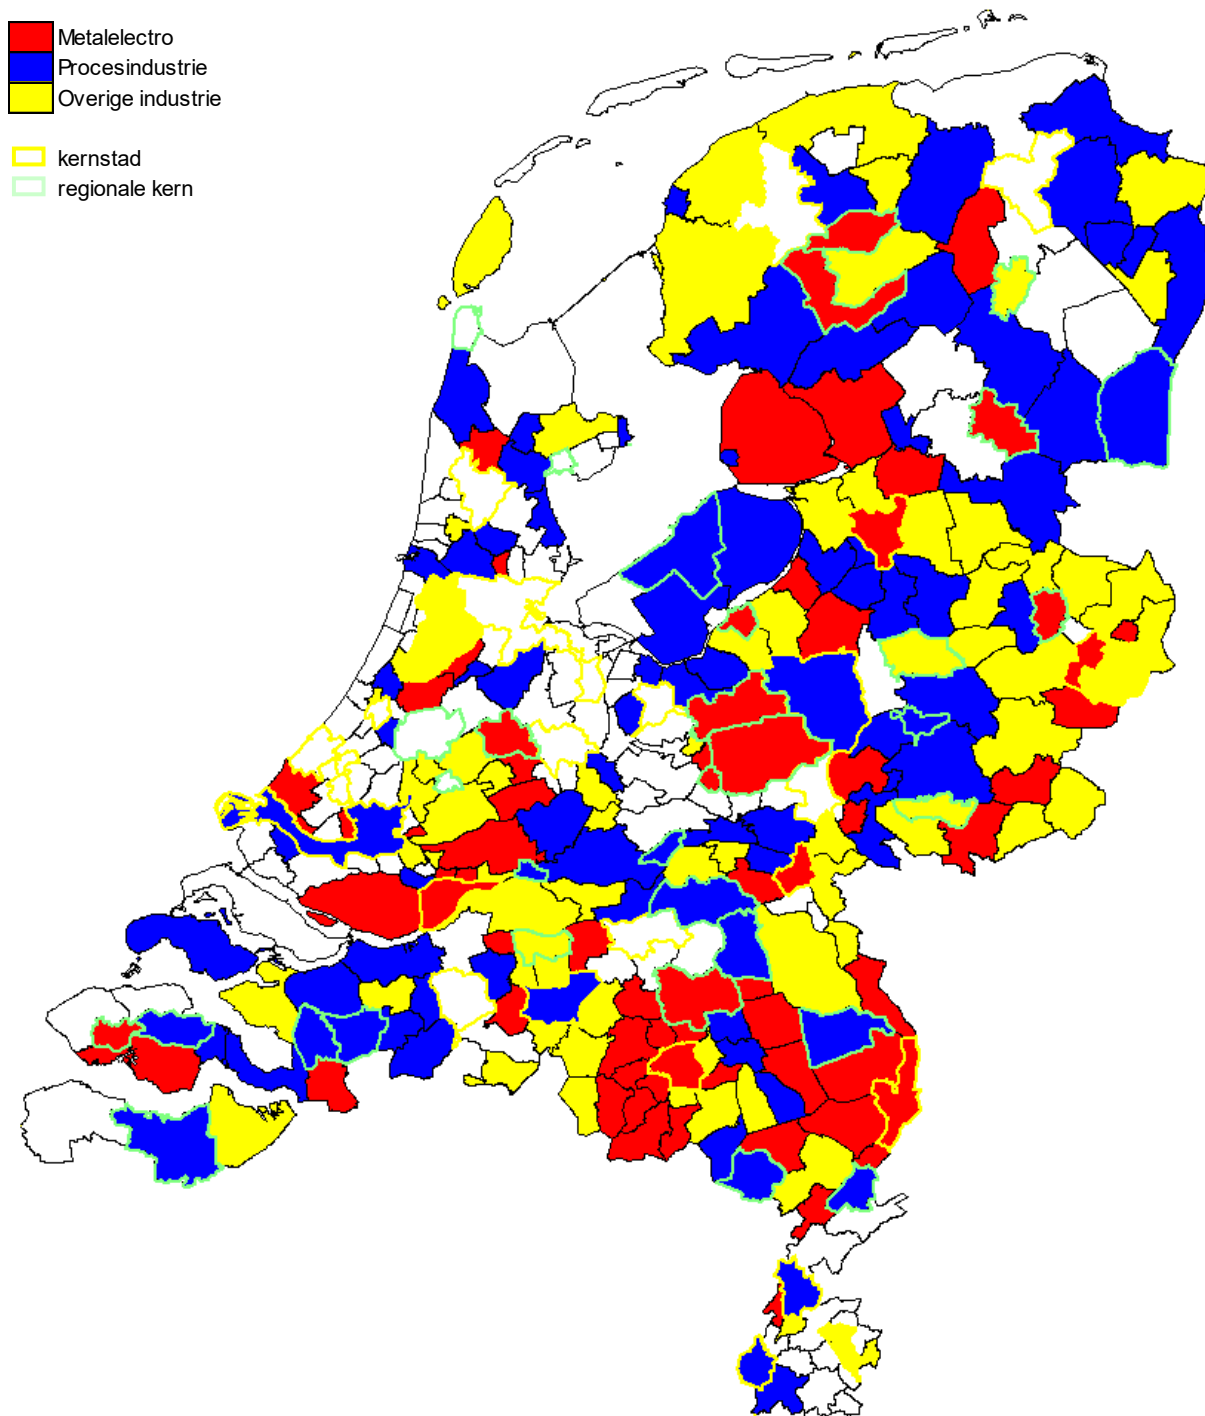 Metalelectro
Procesindustrie
Overige industrie
kernstad
regionale kern